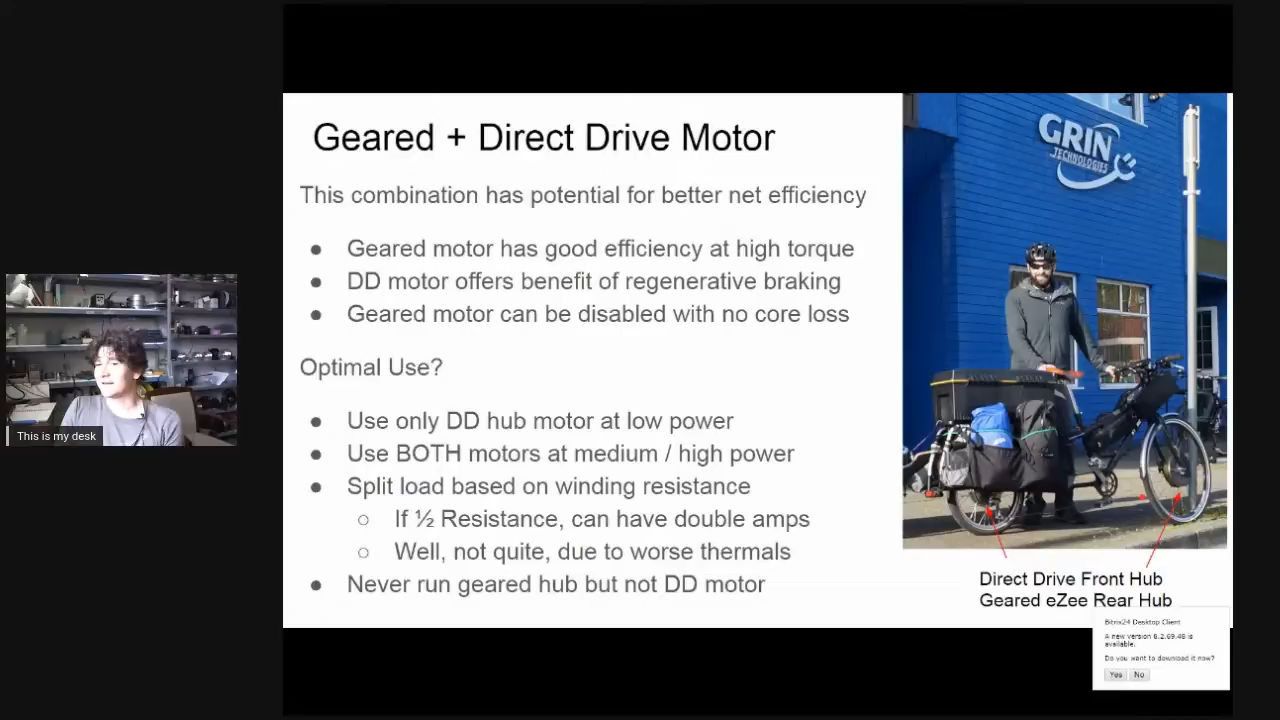 Geared + Direct Drive Motor
This combination has potential for better net efficiency
● Geared motor has good efficiency at high torque
● DD motor offers benefit of regenerative braking
● Geared motor can be disabled with no core loss
Optimal Use?
● Use only DD hub motor at low power
● Use BOTH motors at medium / high power
● Split load based on winding resistance
○ If ½ Resistance, can have double amps
○ Well, not quite, due to worse thermals
● Never run geared hub but not DD motor
GRIN
TECHNOLOGIES
Direct Drive Front Hub
Geared eZee Rear Hub
This is my desk
Bitrix24 Desktop Client
A new version 6.2.69.48 is
available.
Do you want to download it now?
Yes No